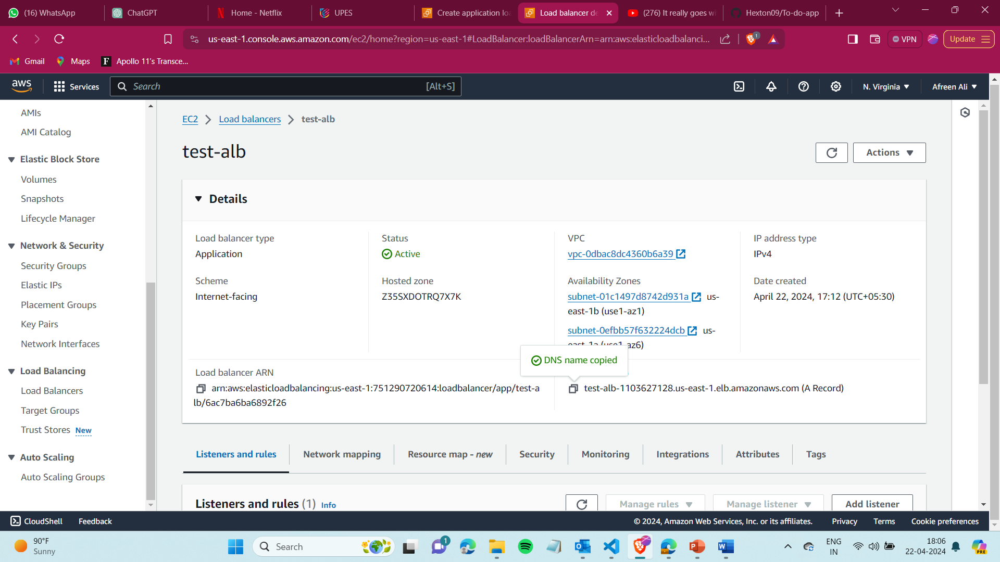 (16) WhatsApp
ChatGPT
Home - Netflix
UPES
Create application lo
Load balancer de
(276) It really goes wi
Hexton09/To-do-app
us-east-1.console.aws.amazon.com/ec2/home?region=us-east-1#LoadBalancer:loadBalancerArn=arn:aws:elasticloadbalanci...
1
VPN
Update
Gmail
Maps
F
Apollo 11's Transce...
aws
Services
Search
[Alt+S]
N. Virginia
Afreen Ali
AMIs
AMI Catalog
Elastic Block Store
Volumes
Snapshots
Lifecycle Manager
Network & Security
Security Groups
Elastic IPs
Placement Groups
Key Pairs
Network Interfaces
Load Balancing
Load Balancers
Target Groups
Trust Stores New
Auto Scaling
Auto Scaling Groups
EC2 > Load balancers > test-alb
test-alb
Actions
Details
Load balancer type
Application
Status
Active
VPC
vpc-0dbac8dc4360b6a39
IP address type
IPv4
Scheme
Internet-facing
Hosted zone
Z35SXDOTRQ7X7K
Availability Zones
subnet-01c1497d8742d931a us-
east-1b (use1-az1)
subnet-0efbb57f632224dcb us-
east-1a (use1-az6)
Date created
April 22, 2024, 17:12 (UTC+05:30)
DNS name copied
Load balancer ARN
arn:aws:elasticloadbalancing:us-east-1:751290720614:loadbalancer/app/test-a
lb/6ac7ba6ba6892f26
test-alb-1103627128.us-east-1.elb.amazonaws.com (A Record)
Listeners and rules
Network mapping
Resource map - new
Security
Monitoring
Integrations
Attributes
Tags
Listeners and rules (1) Info
Manage rules
Manage listener
Add listener
CloudShell
Feedback
© 2024, Amazon Web Services, Inc. or its affiliates.
Privacy
Terms
Cookie preferences
90°F
Sunny
Search
1
ENG
IN
18:06
22-04-2024
PRE